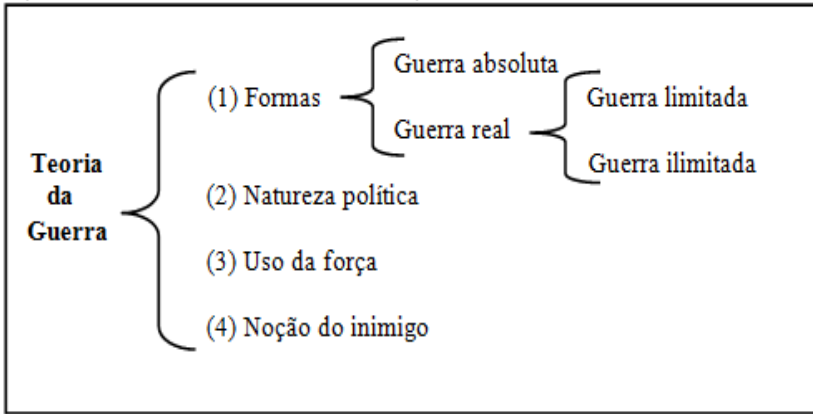 Guerra absoluta
(1) Formas
Guerra limitada
Guerra real
Teoria
da
Guerra
Guerra ilimitada
(2) Natureza política
(3) Uso da força
(4) Noção do inimigo